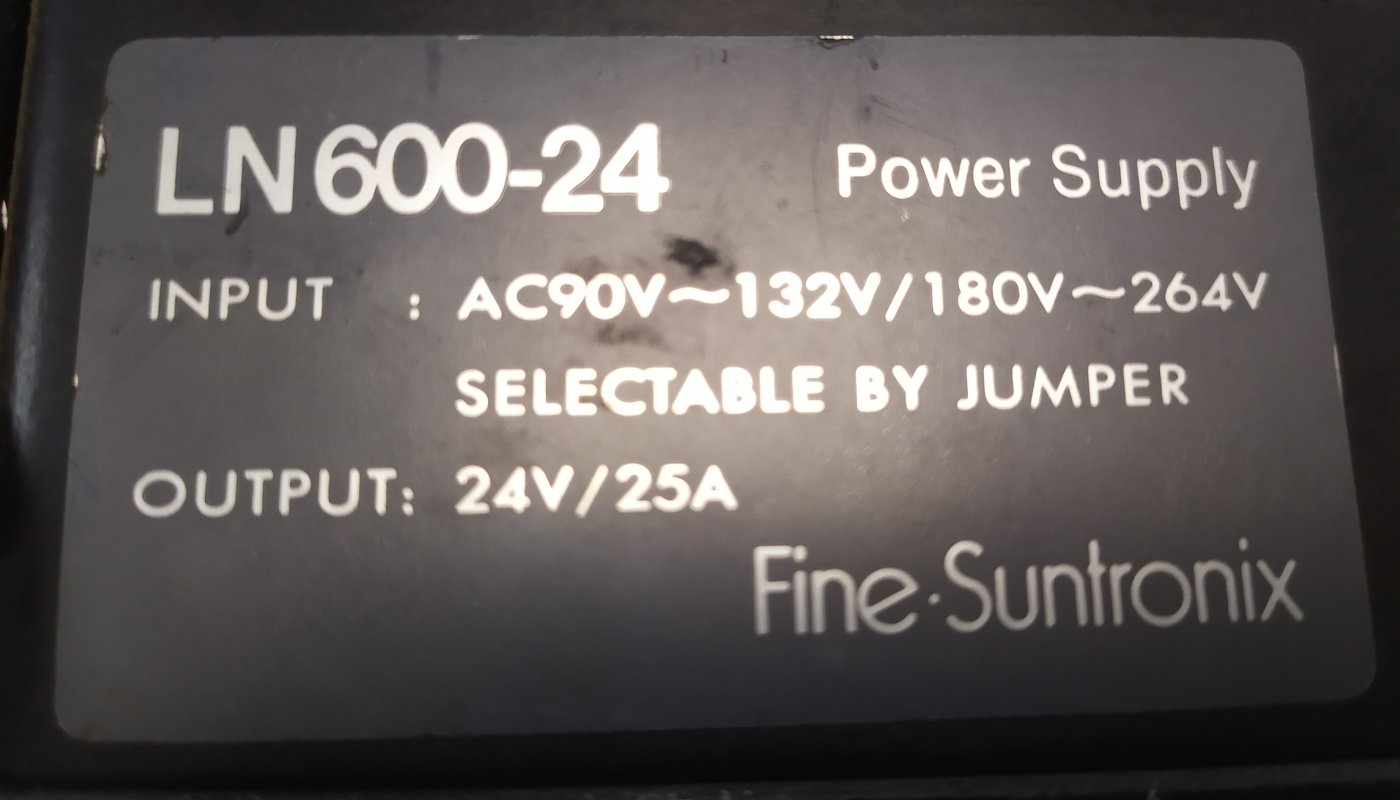 LN600-24 Power Supply
INPUT : AC90V~132V/180V~264V
SELECTABLE BY JUMPER
OUTPUT: 24V/25A
Fine·Suntronix